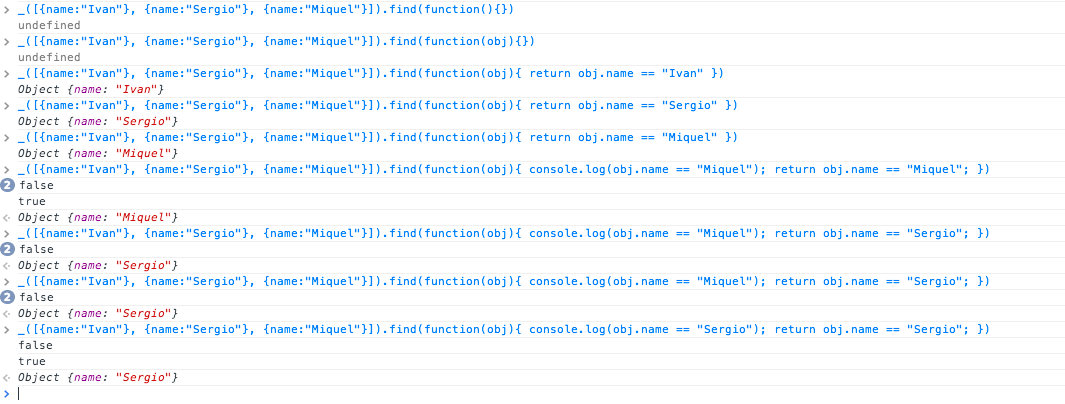 > _([{name:"Ivan"}, {name:"Sergio"}, {name:"Miquel"}]).find(function(){})
undefined
> _([{name:"Ivan"}, {name:"Sergio"}, {name:"Miquel"}]).find(function(obj){})
undefined
> _([{name:"Ivan"}, {name:"Sergio"}, {name:"Miquel"}]).find(function(obj){ return obj.name == "Ivan" })
Object {name: "Ivan"}
> _([{name:"Ivan"}, {name:"Sergio"}, {name:"Miquel"}]).find(function(obj){ return obj.name == "Sergio" })
Object {name: "Sergio"}
> _([{name:"Ivan"}, {name:"Sergio"}, {name:"Miquel"}]).find(function(obj){ return obj.name == "Miquel" })
Object {name: "Miquel"}
> _([{name:"Ivan"}, {name:"Sergio"}, {name:"Miquel"}]).find(function(obj){ console.log(obj.name == "Miquel"); return obj.name == "Miquel"; })
2 false
true
Object {name: "Miquel"}
> _([{name:"Ivan"}, {name:"Sergio"}, {name:"Miquel"}]).find(function(obj){ console.log(obj.name == "Miquel"); return obj.name == "Sergio"; })
2 false
Object {name: "Sergio"}
> _([{name:"Ivan"}, {name:"Sergio"}, {name:"Miquel"}]).find(function(obj){ console.log(obj.name == "Miquel"); return obj.name == "Sergio"; })
2 false
Object {name: "Sergio"}
> _([{name:"Ivan"}, {name:"Sergio"}, {name:"Miquel"}]).find(function(obj){ console.log(obj.name == "Sergio"); return obj.name == "Sergio"; })
false
true
Object {name: "Sergio"}
>